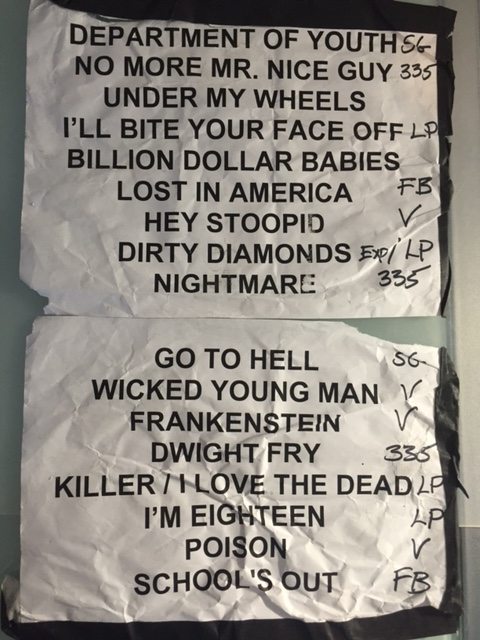 DEPARTMENT OF YOUTH SG
NO MORE MR. NICE GUY 335
UNDER MY WHEELS
I'LL BITE YOUR FACE OFF LP
BILLION DOLLAR BABIES
LOST IN AMERICA FB
HEY STOOPID V
DIRTY DIAMONDS Exp/LP
NIGHTMARE 335
GO TO HELL SG
WICKED YOUNG MAN V
FRANKENSTEIN V
DWIGHT FRY 335
KILLER / I LOVE THE DEAD LP
I'M EIGHTEEN LP
POISON V
SCHOOL'S OUT FB